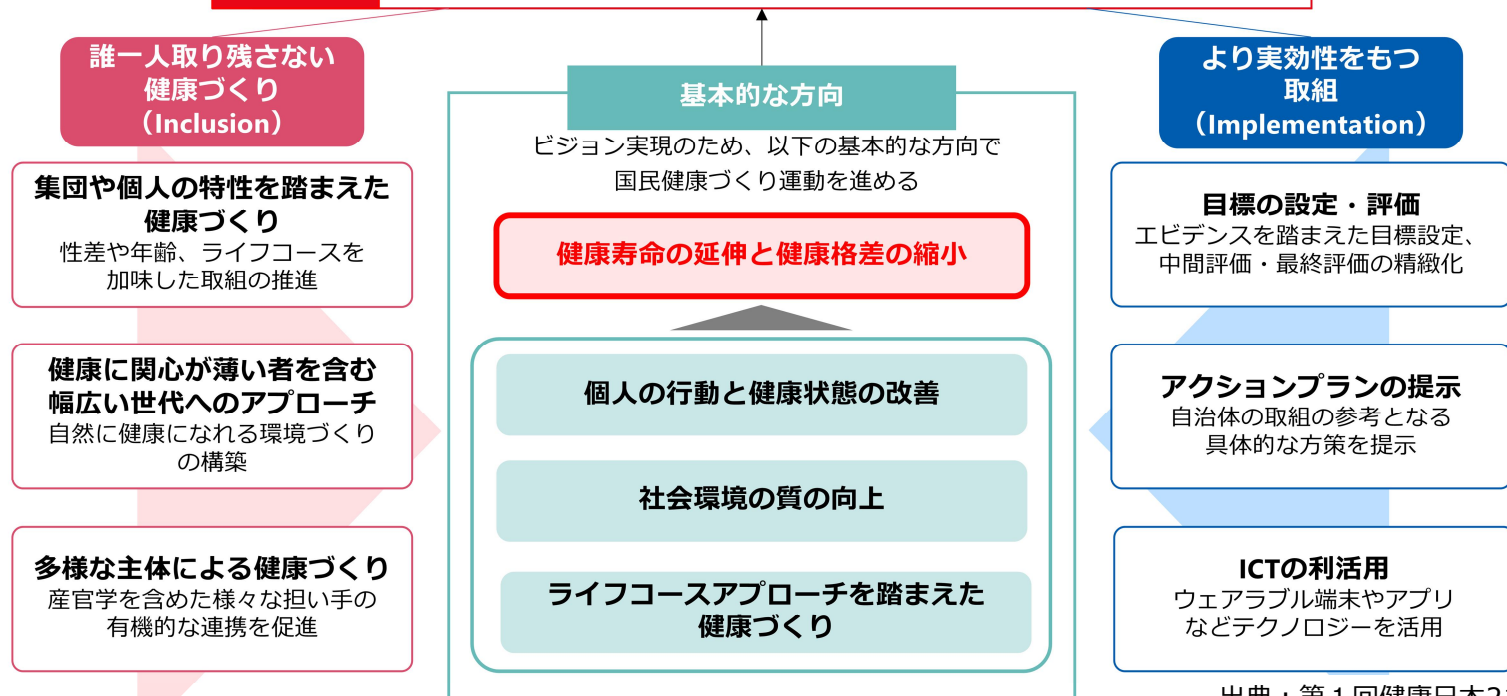 誰一人取り残さない
健康づくり
（Inclusion）
集団や個人の特性を踏まえた
健康づくり
性差や年齢、ライフコースを
加味した取組の推進
健康に関心が薄い者を含む
幅広い世代へのアプローチ
自然に健康になれる環境づくり
の構築
多様な主体による健康づくり
産官学を含めた様々な担い手の
有機的な連携を促進
基本的な方向
ビジョン実現のため、以下の基本的な方向で
国民健康づくり運動を進める
健康寿命の延伸と健康格差の縮小
個人の行動と健康状態の改善
社会環境の質の向上
ライフコースアプローチを踏まえた
健康づくり
より実効性をもつ
取組
（Implementation）
目標の設定・評価
エビデンスを踏まえた目標設定、
中間評価・最終評価の精緻化
アクションプランの提示
自治体の取組の参考となる
具体的な方策を提示
ICTの利活用
ウェアラブル端末やアプリ
などテクノロジーを活用
出典：第１回健康日本2